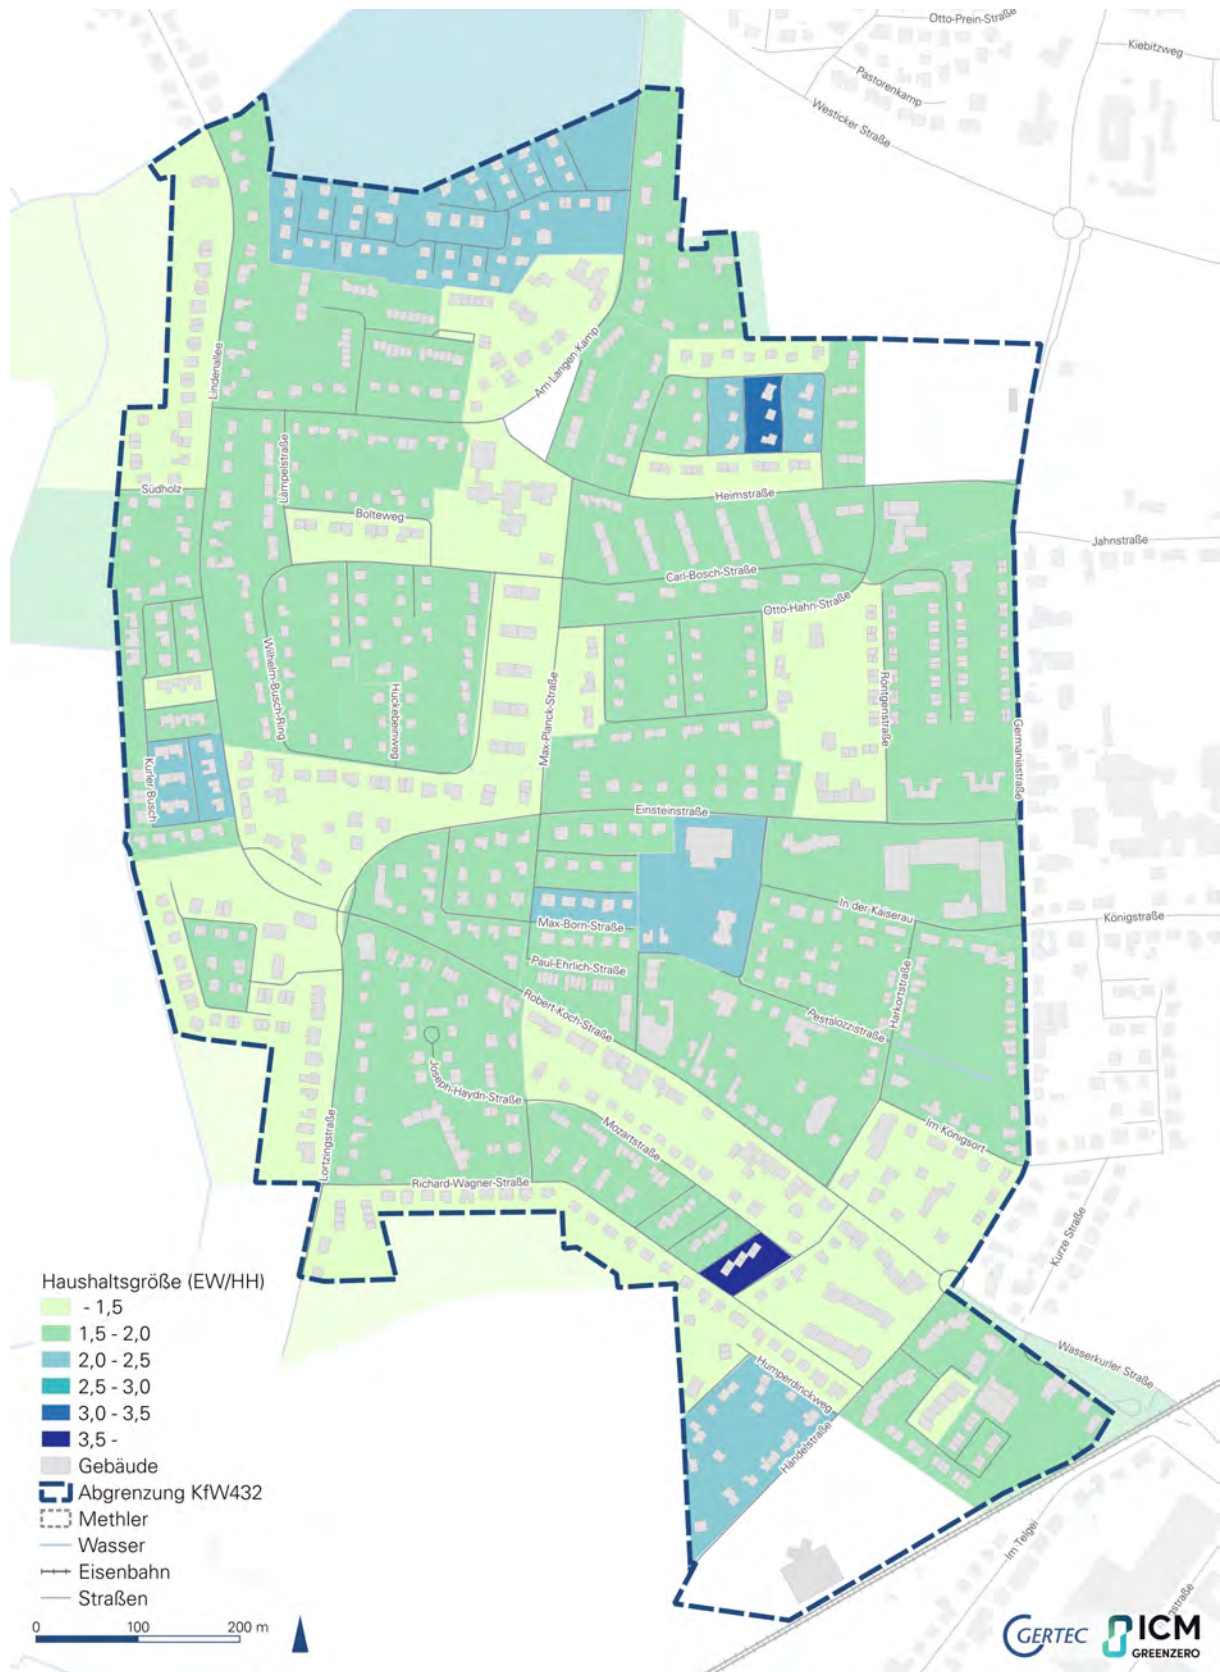 Otto-Prein-Straße
Kiebitzweg
Pastorenkamp
Westicker Straße
Lindenallee
Am-Langen-Kamp
Lämpelstraße
Südholz
Bolteweg
Heimstraße
Jahnstraße
Carl-Bosch-Straße
Otto-Hahn-Straße
Wilhelm-Busch-Ring
Huckebeinweg
Max-Planck-Straße
Röntgenstraße
Germaniastraße
Kurler-Busch
Einsteinstraße
In der-Kaiserau
Königstraße
Max-Born-Straße
Paul-Ehrlich-Straße
Harkortstraße
Robert-Koch-Straße
Pestalozzistraße
Joseph-Haydn-Straße
Mozartstraße
Im-Königsort
Lortzingstraße
Richard-Wagner-Straße
Kurze Straße
Wasserkurler Straße
Humperdinckweg
Händelstraße
Im Telgei
straße
Haushaltsgröße (EW/HH)
- 1,5
1,5 - 2,0
2,0 - 2,5
2,5 - 3,0
3,0 - 3,5
3,5 -
Gebäude
Abgrenzung KfW432
Methler
Wasser
Eisenbahn
Straßen
0 100 200 m
GERTEC
ICM
GREENZERO